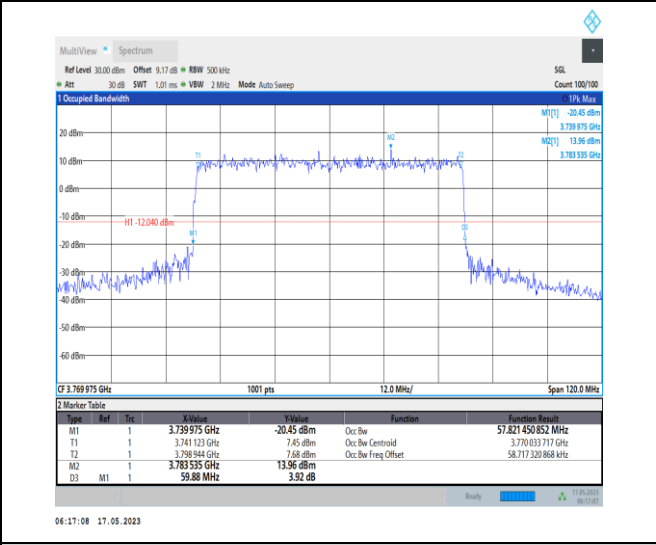 MultiView Spectrum
Ref Level 30.00 dBm Offset 9.17 dB RBW 500 kHz SGL
Att 30 dB SWT 1.01 ms VBW 2 MHz Mode Auto Sweep Count 100/100
1 Occupied Bandwidth 1Pk Max
M1[1] -20.45 dBm
3.739 975 GHz
M2[1] 13.96 dBm
3.783 535 GHz
20 dBm
M2
10 dBm
T1
0 dBm
-10 dBm
H1 -12.040 dBm
M1
D3
-20 dBm
-30 dBm
-40 dBm
-50 dBm
-60 dBm
CF 3.769 975 GHz 1001 pts 12.0 MHz/ Span 120.0 MHz
2 Marker Table
Type Ref Trc X-Value Y-Value Function Function Result
M1 1 3.739 975 GHz -20.45 dBm Occ Bw 57.821 450 852 MHz
T1 1 3.741 123 GHz 7.45 dBm Occ Bw Centroid 3.770 033 717 GHz
T2 1 3.798 944 GHz 7.68 dBm Occ Bw Freq Offset 58.717 320 868 kHz
M2 1 3.783 535 GHz 13.96 dBm
D3 M1 1 59.88 MHz 3.92 dB
Ready 17.05.2023
06:17:07
06:17:08 17.05.2023